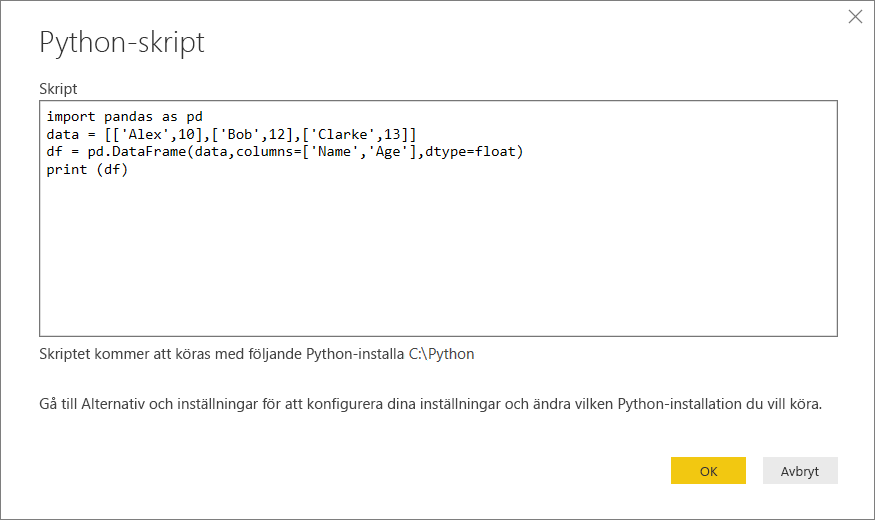 Python-skript
Skript
import pandas as pd
data = [['Alex',10],['Bob',12],['Clarke',13]]
df = pd.DataFrame(data,columns=['Name','Age'],dtype=float)
print (df)
Skriptet kommer att köras med följande Python-installa C:\Python
Gå till Alternativ och inställningar för att konfigurera dina inställningar och ändra vilken Python-installation du vill köra.
OK
Avbryt